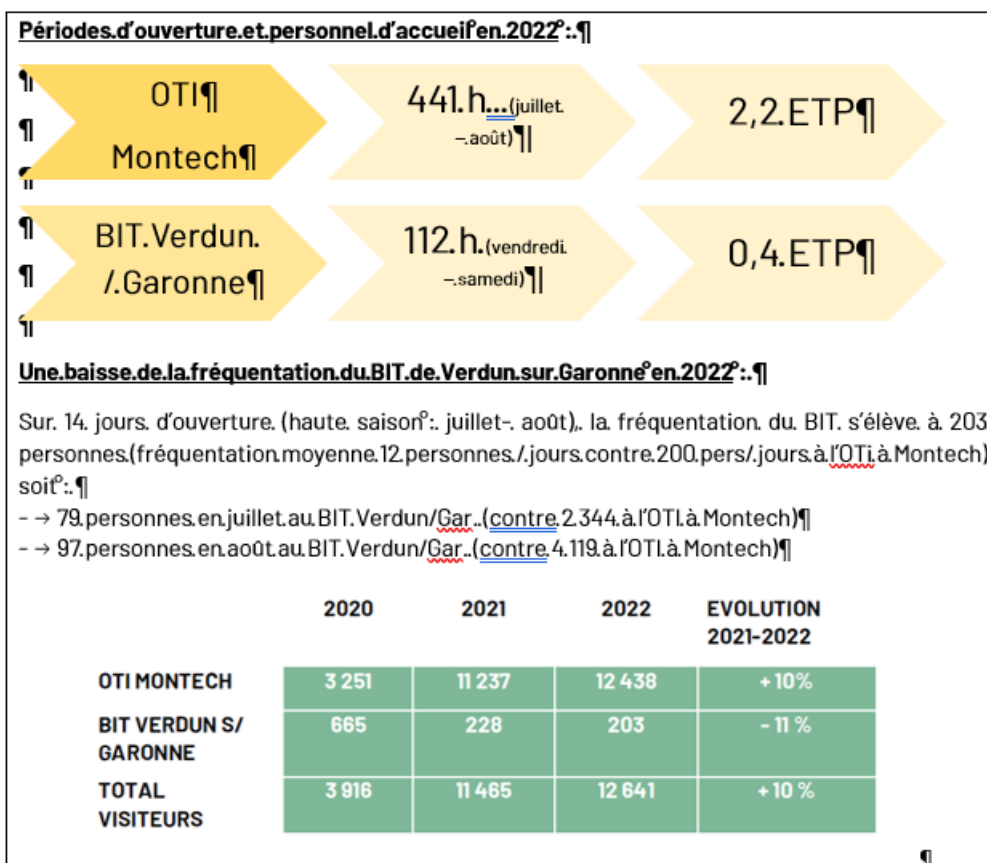 Périodes d'ouverture et personnel d'accueil en 2022° : ¶
¶
OTI¶
441 h...(juillet
¶
– août)¶
2,2 ETP¶
Montech¶
¶
¶
BIT Verdun
112 h (vendredi
0,4 ETP¶
¶
/ Garonne¶
– samedi)¶
¶
Une baisse de la fréquentation du BIT de Verdun sur Garonne° en 2022° : ¶
Sur 14 jours d'ouverture (haute saison° : juillet- août), la fréquentation du BIT s'élève à 203
personnes (fréquentation moyenne 12 personnes / jours contre 200 pers/ jours à l'OTi à Montech)
soit° : ¶
- → 79 personnes en juillet au BIT Verdun/Gar. (contre 2 344 à l'OTI à Montech)¶
- → 97 personnes en août au BIT Verdun/Gar. (contre 4 119 à l'OTI à Montech)¶
2020 2021 2022 EVOLUTION
2021-2022
OTI MONTECH 3 251 11 237 12 438 +10%
BIT VERDUN S/ 665 228 203 - 11 %
GARONNE
TOTAL 3 916 11 465 12 641 +10 %
VISITEURS
¶